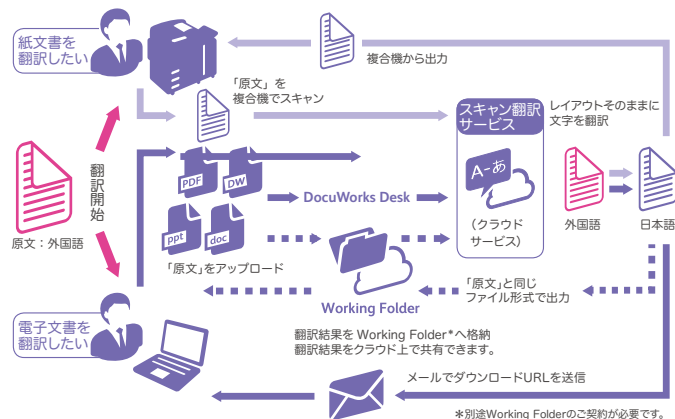 紙文書を
翻訳したい
複合機から出力
「原文」を
複合機でスキャン
スキャン翻訳
サービス
レイアウトそのままに
文字を翻訳
A-あ
（クラウド
サービス）
外国語
日本語
翻訳開始
原文：外国語
PDF
DW
ppt
doc
DocuWorks Desk
「原文」をアップロード
Working Folder
「原文」と同じ
ファイル形式で出力
電子文書を
翻訳したい
翻訳結果を Working Folder*へ格納
翻訳結果をクラウド上で共有できます。
メールでダウンロードURLを送信
*別途Working Folderのご契約が必要です。